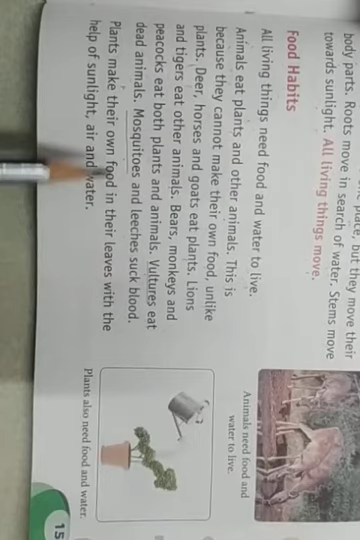 place, but they move their
body parts. Roots move in search of water. Stems move
towards sunlight. All living things move.
Food Habits
All living things need food and water to live.
Animals eat plants and other animals. This is
because they cannot make their own food, unlike
plants. Deer, horses and goats eat plants. Lions
and tigers eat other animals. Bears, monkeys and
peacocks eat both plants and animals. Vultures eat
dead animals. Mosquitoes and leeches suck blood.
Plants make their own food in their leaves with the
help of sunlight, air and water.
Animals need food and
water to live.
Plants also need food and water.
15